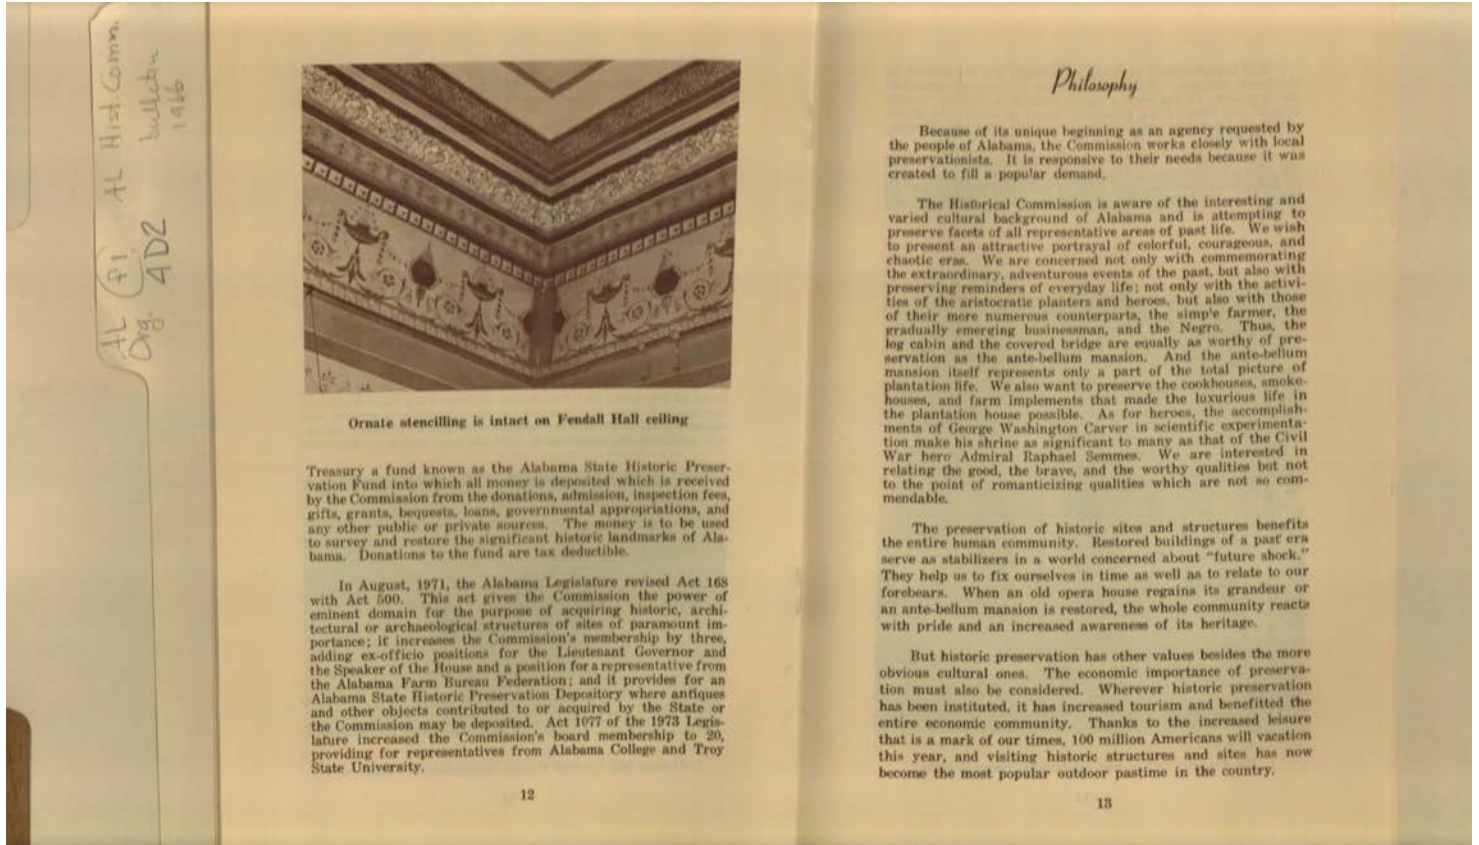 AL Hist. Comm.
bulletin
1966
AL P1
Org. 4D2
Ornate stencilling is intact on Fendall Hall ceiling
Treasury a fund known as the Alabama State Historic Preser-
vation Fund into which all money is deposited which is received
by the Commission from the donations, admission, inspection fees,
gifts, grants, bequests, loans, governmental appropriations, and
any other public or private sources. The money is to be used
to survey and restore the significant historic landmarks of Ala-
bama. Donations to the fund are tax deductible.
In August, 1971, the Alabama Legislature revised Act 168
with Act 500. This act gives the Commission the power of
eminent domain for the purpose of acquiring historic, archi-
tectural or archaeological structures of sites of paramount im-
portance; it increases the Commission's membership by three,
adding ex-officio positions for the Lieutenant Governor and
the Speaker of the House and a position for a representative from
the Alabama Farm Bureau Federation; and it provides for an
Alabama State Historic Preservation Depository where antiques
and other objects contributed to or acquired by the State or
the Commission may be deposited. Act 1077 of the 1973 Legis-
lature increased the Commission's board membership to 20,
providing for representatives from Alabama College and Troy
State University.
12
Philosophy
Because of its unique beginning as an agency requested by
the people of Alabama, the Commission works closely with local
preservationists. It is responsive to their needs because it was
created to fill a popular demand.
The Historical Commission is aware of the interesting and
varied cultural background of Alabama and is attempting to
preserve facets of all representative areas of past life. We wish
to present an attractive portrayal of colorful, courageous, and
chaotic eras. We are concerned not only with commemorating
the extraordinary, adventurous events of the past, but also with
preserving reminders of everyday life; not only with the activi-
ties of the aristocratic planters and heroes, but also with those
of their more numerous counterparts, the simple farmer, the
gradually emerging businessman, and the Negro. Thus, the
log cabin and the covered bridge are equally as worthy of pre-
servation as the ante-bellum mansion. And the ante-bellum
mansion itself represents only a part of the total picture of
plantation life. We also want to preserve the cookhouses, smoke-
houses, and farm implements that made the luxurious life in
the plantation house possible. As for heroes, the accomplish-
ments of George Washington Carver in scientific experimenta-
tion make his shrine as significant to many as that of the Civil
War hero Admiral Raphael Semmes. We are interested in
relating the good, the brave, and the worthy qualities but not
to the point of romanticizing qualities which are not so com-
mendable.
The preservation of historic sites and structures benefits
the entire human community. Restored buildings of a past era
serve as stabilizers in a world concerned about "future shock."
They help us to fix ourselves in time as well as to relate to our
forebears. When an old opera house regains its grandeur or
an ante-bellum mansion is restored, the whole community reacts
with pride and an increased awareness of its heritage.
But historic preservation has other values besides the more
obvious cultural ones. The economic importance of preserva-
tion must also be considered. Wherever historic preservation
has been instituted, it has increased tourism and benefitted the
entire economic community. Thanks to the increased leisure
that is a mark of our times, 100 million Americans will vacation
this year, and visiting historic structures and sites has now
become the most popular outdoor pastime in the country.
13